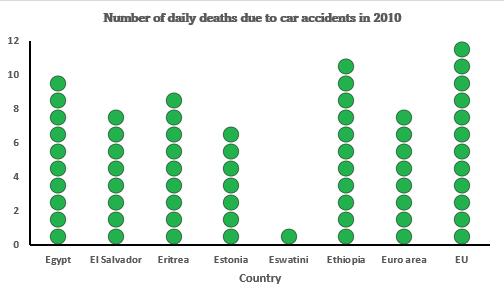 Number of daily deaths due to car accidents in 2010
12
10
8
6
4
2
0
Egypt El Salvador Eritrea Estonia Eswatini Ethiopia Euro area EU
Country